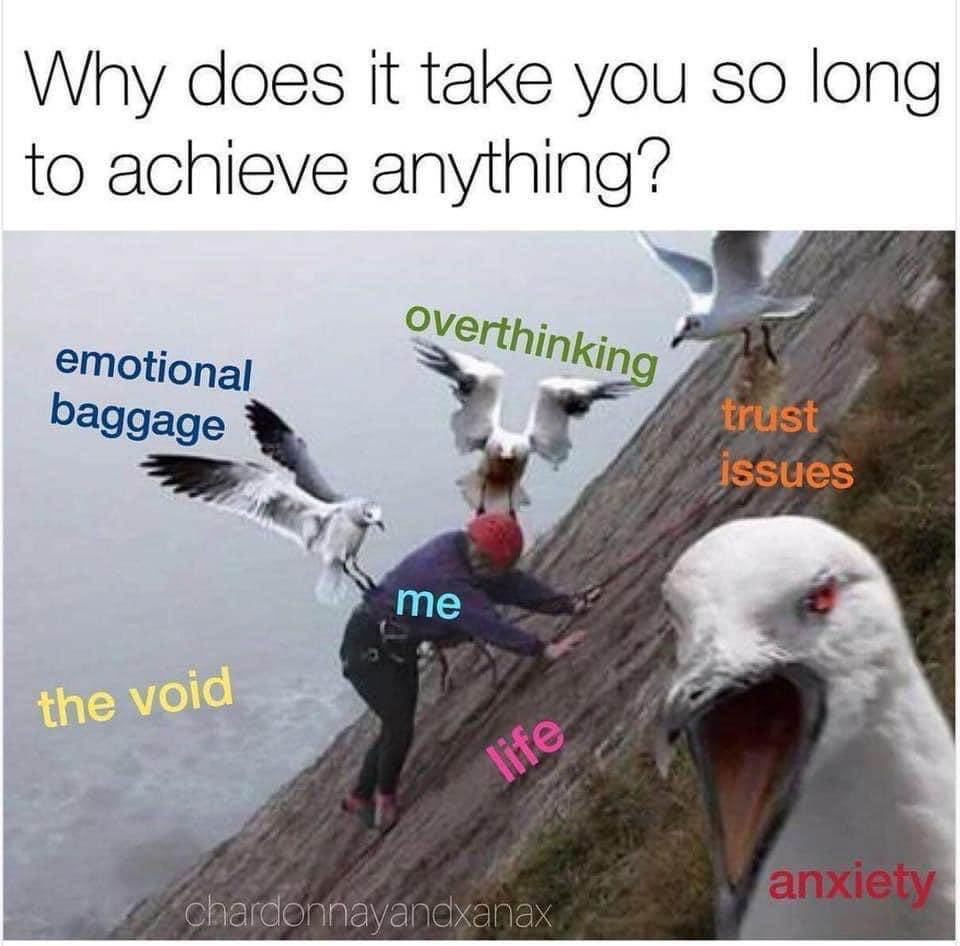 Why does it take you so long
to achieve anything?
overthinking
emotional
baggage
trust
issues
me
the void
life
anxiety
chardonnayandxanax